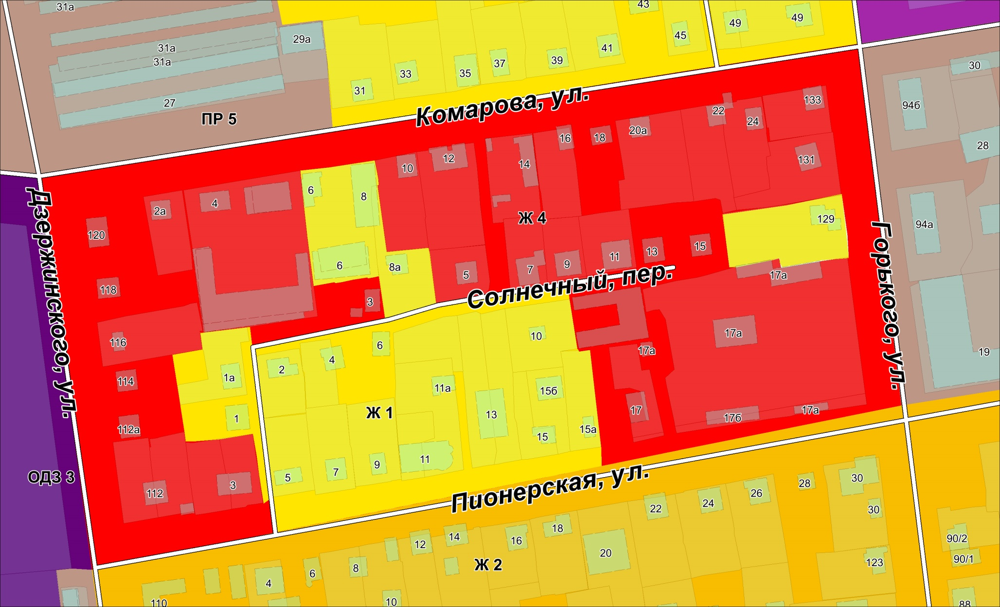 31а
43
49
49
29а
45
31а
31а
41
39
37
33
35
31
27
ПР 5
30
94б
Комарова, ул.
133
22
24
20а
16
18
28
131
14
12
10
6
8
4
2а
Ж 4
129
94а
120
Дзержинского, ул.
Горького, ул.
15
13
11
9
7
6
8а
5
17а
Солнечный, пер.
118
3
116
6
10
17а
17а
19
4
2
1а
114
11а
15б
13
Ж 1
17
17б
17а
1
112а
15
15а
11
9
7
5
ОДЗ 3
112
3
Пионерская, ул.
30
28
26
24
22
30
18
16
14
12
20
Ж 2
90/2
90/1
123
8
6
4
10
110
88